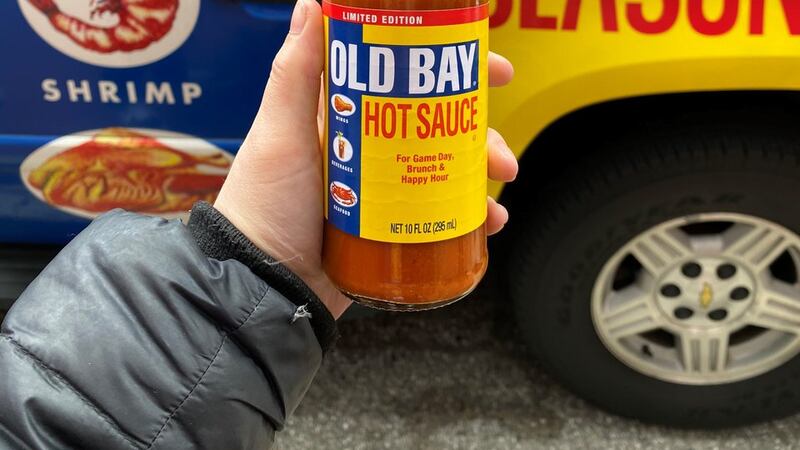 SHRIMP
SEASON
LIMITED EDITION
OLD BAY®
HOT SAUCE
WINGS
BEVERAGES
SEAFOOD
For Game Day,
Brunch &
Happy Hour
NET 10 FL OZ (295 mL)